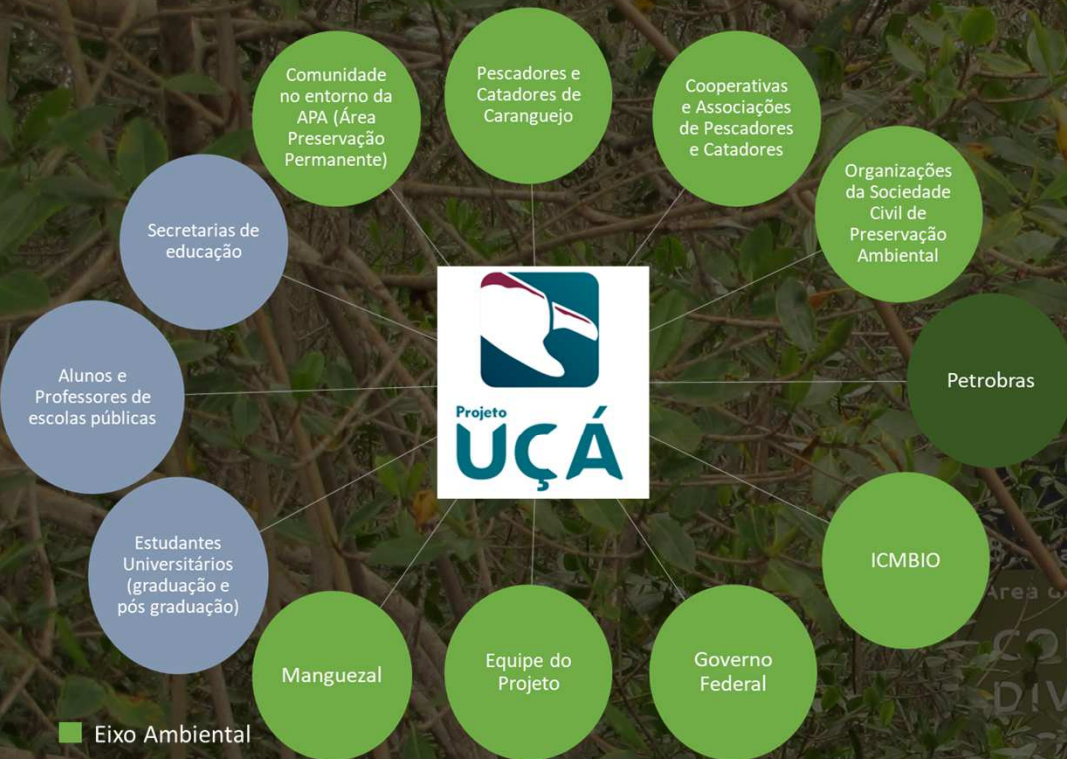 Comunidade
no entorno da
APA (Área
Preservação
Permanente)
Pescadores e
Catadores de
Caranguejo
Cooperativas
e Associações
de Pescadores
e Catadores
Organizações
da Sociedade
Civil de
Preservação
Ambiental
Secretarias de
educação
Petrobras
Alunos e
Professores de
escolas públicas
Projeto
UÇÁ
Estudantes
Universitários
(graduação e
pós graduação)
ICMBIO
Manguezal
Equipe do
Projeto
Governo
Federal
Eixo Ambiental